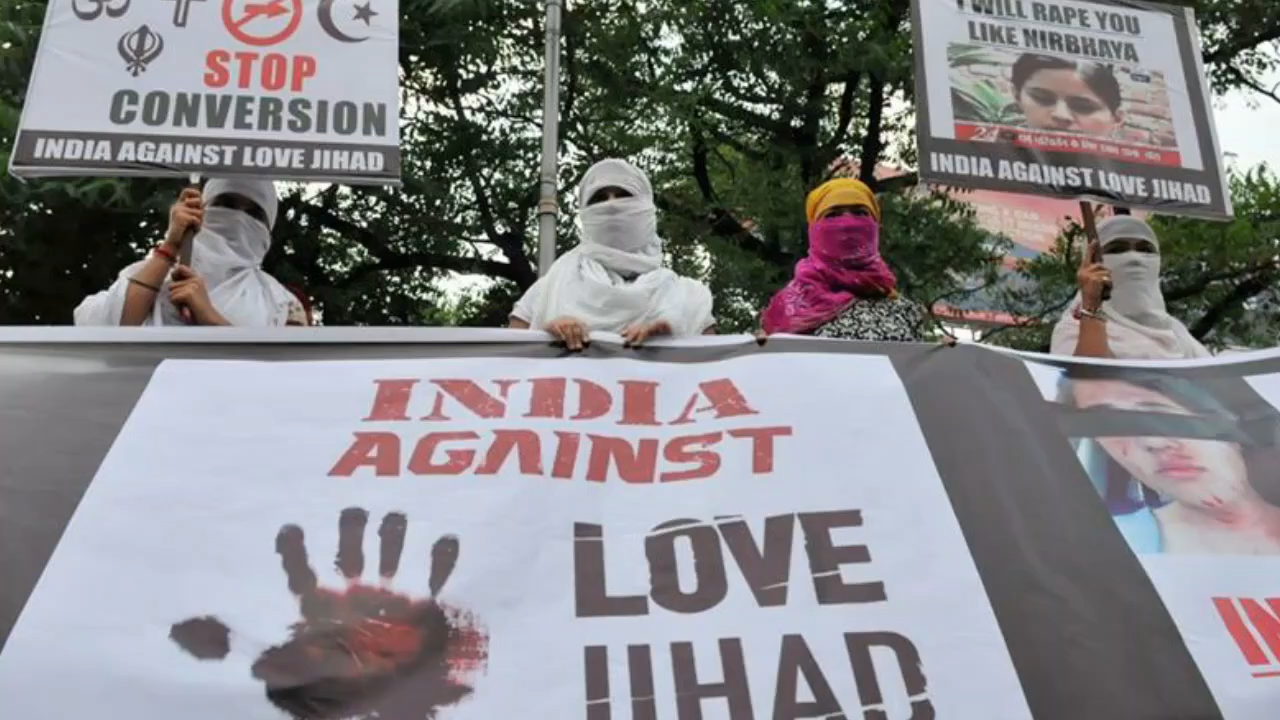 STOP
CONVERSION
INDIA AGAINST LOVE JIHAD
I WILL RAPE YOU
LIKE NIRBHAYA
INDIA AGAINST LOVE JIHAD
INDIA
AGAINST
LOVE
JIHAD